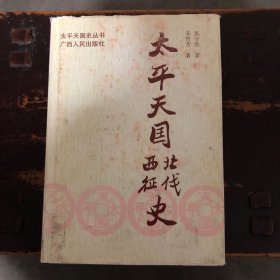 太平天国史丛书
广西人民出版社
张守常 著
朱哲芳 著
太平天国
北伐
西征
史